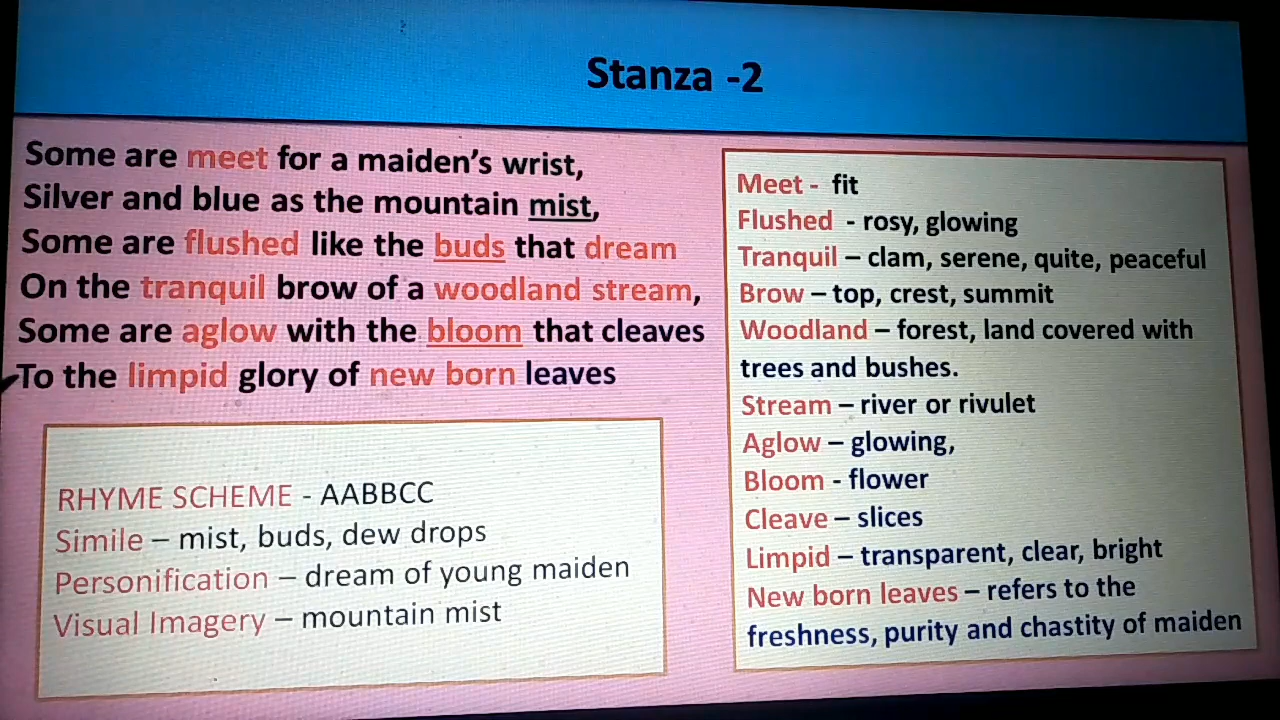 Stanza -2
Some are meet for a maiden's wrist,
Silver and blue as the mountain mist,
Some are flushed like the buds that dream
On the tranquil brow of a woodland stream,
Some are aglow with the bloom that cleaves
To the limpid glory of new born leaves
RHYME SCHEME - AABBCC
Simile – mist, buds, dew drops
Personification – dream of young maiden
Visual Imagery – mountain mist
Meet - fit
Flushed - rosy, glowing
Tranquil – clam, serene, quite, peaceful
Brow – top, crest, summit
Woodland – forest, land covered with
trees and bushes.
Stream – river or rivulet
Aglow – glowing,
Bloom - flower
Cleave – slices
Limpid – transparent, clear, bright
New born leaves – refers to the
freshness, purity and chastity of maiden